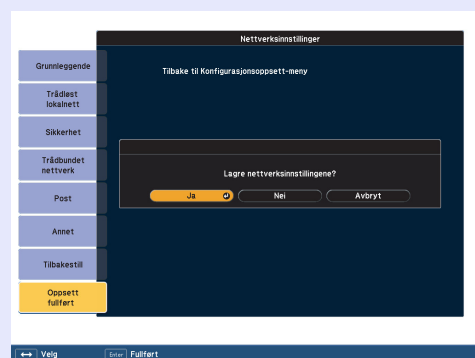 Nettverksinnstillinger
Grunnleggende
Tilbake til Konfigurasjonsoppsett-meny
Trådløst
lokalnett
Sikkerhet
Trådbundet
nettverk
Lagre nettverksinnstillingene?
Ja
Nei
Avbryt
Post
Annet
Tilbakestill
Oppsett
fullført
Velg
Enter Fullført